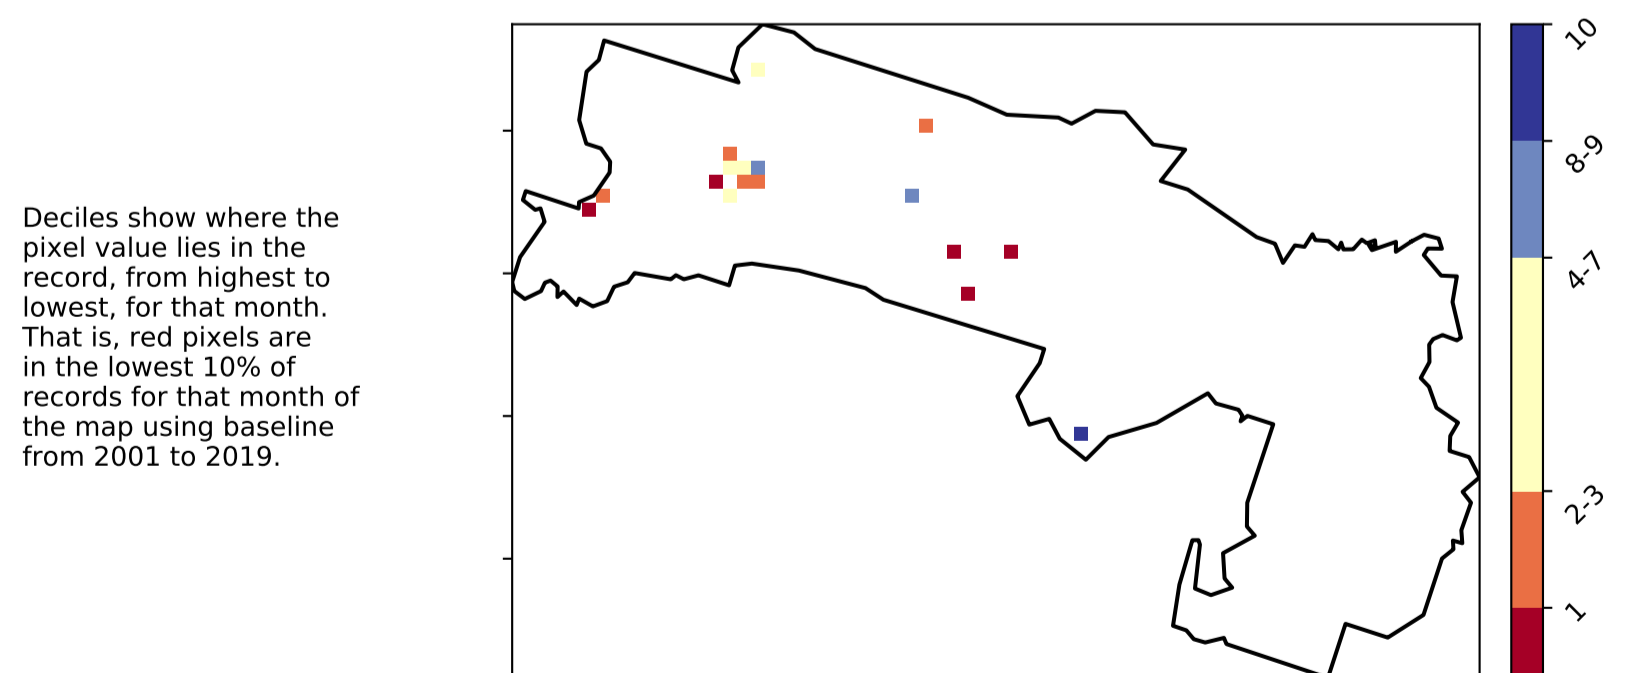 Deciles show where the
pixel value lies in the
record, from highest to
lowest, for that month.
That is, red pixels are
in the lowest 10% of
records for that month of
the map using baseline
from 2001 to 2019.
10
8-9
4-7
2-3
1